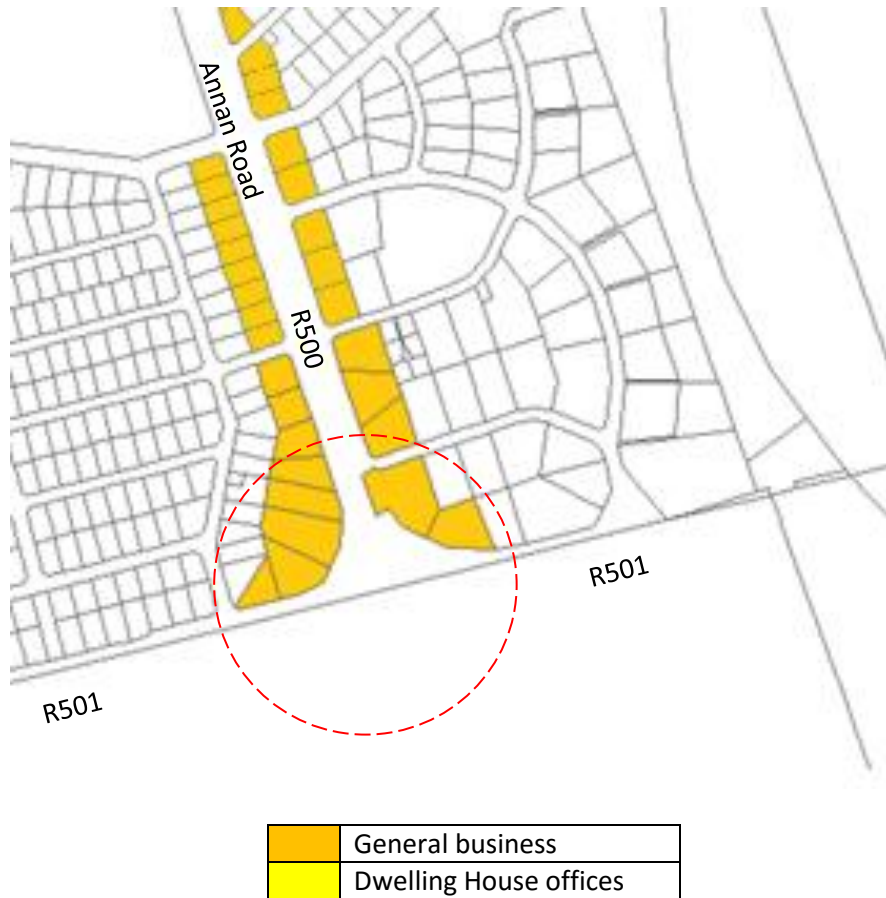 Annan Road
R500
R501
R501
General business
Dwelling House offices